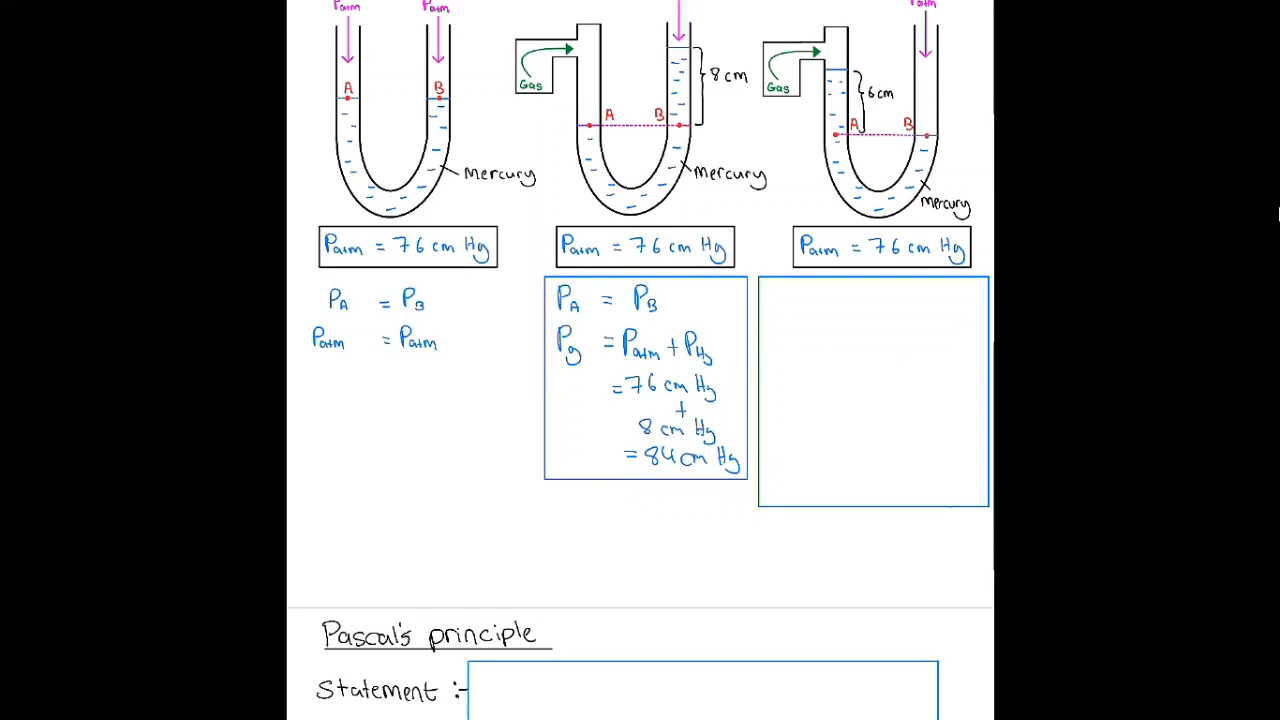 Patm
Patm
Patm
A
B
mercury
Gas
A
B
8 cm
mercury
Gas
A
B
6 cm
mercury
Patm = 76 cm Hg
Patm = 76 cm Hg
Patm = 76 cm Hg
PA = PB
Patm = Patm
PA = PB
Pg = Patm + PHg
= 76 cm Hg
+
8 cm Hg
= 84 cm Hg
Pascal's principle
Statement :-